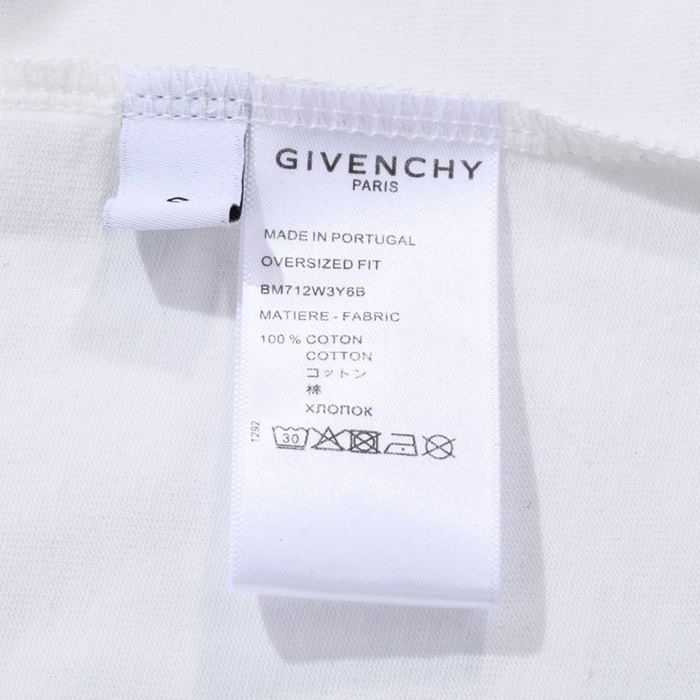 GIVENCHY
PARIS
MADE IN PORTUGAL
OVERSIZED FIT
BM712W3Y6B
MATIERE - FABRIC
100 % COTON
COTTON
コットン
棉
ХЛОПОК
1292
30